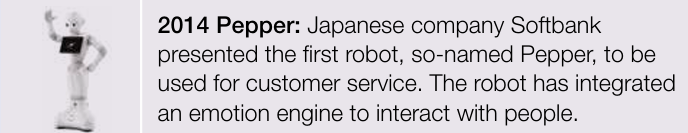 2014 Pepper: Japanese company Softbank
presented the first robot, so-named Pepper, to be
used for customer service. The robot has integrated
an emotion engine to interact with people.